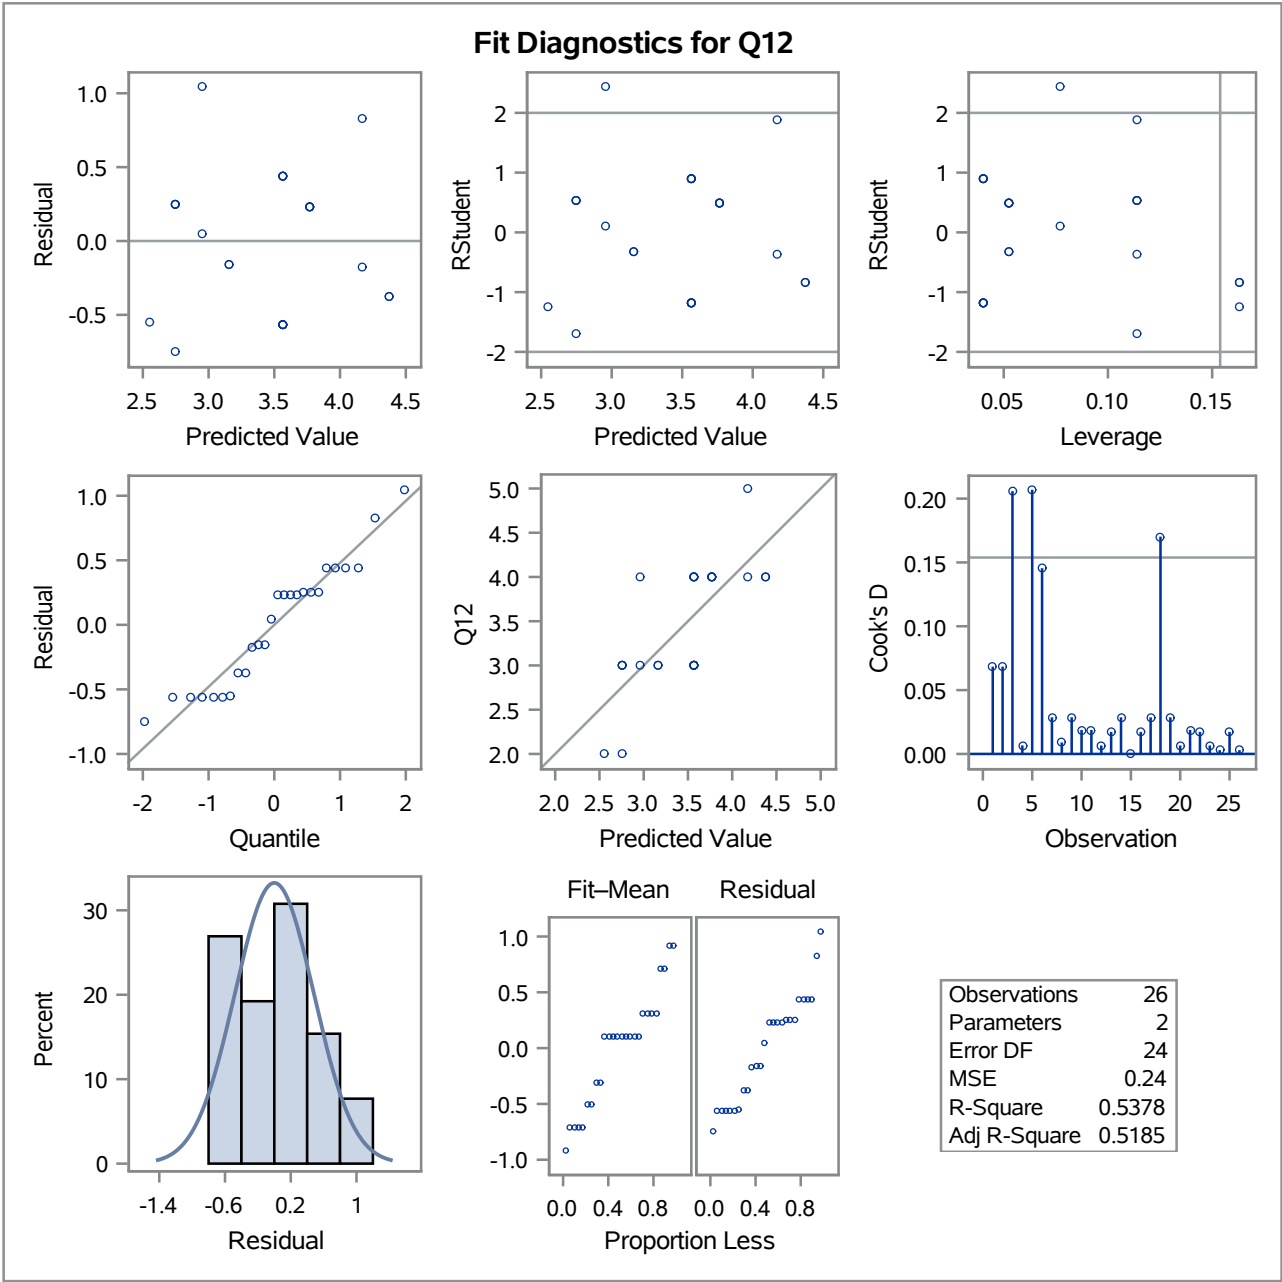 Fit Diagnostics for Q12
1.0
0.5
0.0
-0.5
Residual
2.5 3.0 3.5 4.0 4.5
Predicted Value
2
1
0
-1
-2
RStudent
2.5 3.0 3.5 4.0 4.5
Predicted Value
2
1
0
-1
-2
RStudent
0.05 0.10 0.15
Leverage
1.0
0.5
0.0
-0.5
-1.0
Residual
-2 -1 0 1 2
Quantile
5.0
4.5
4.0
3.5
3.0
2.5
2.0
Q12
2.0 2.5 3.0 3.5 4.0 4.5 5.0
Predicted Value
0.20
0.15
0.10
0.05
0.00
Cook's D
0 5 10 15 20 25
Observation
30
20
10
0
Percent
-1.4 -0.6 0.2 1
Residual
Fit–Mean Residual
1.0
0.5
0.0
-0.5
-1.0
0.0 0.4 0.8 0.0 0.4 0.8
Proportion Less
Observations 26
Parameters 2
Error DF 24
MSE 0.24
R-Square 0.5378
Adj R-Square 0.5185